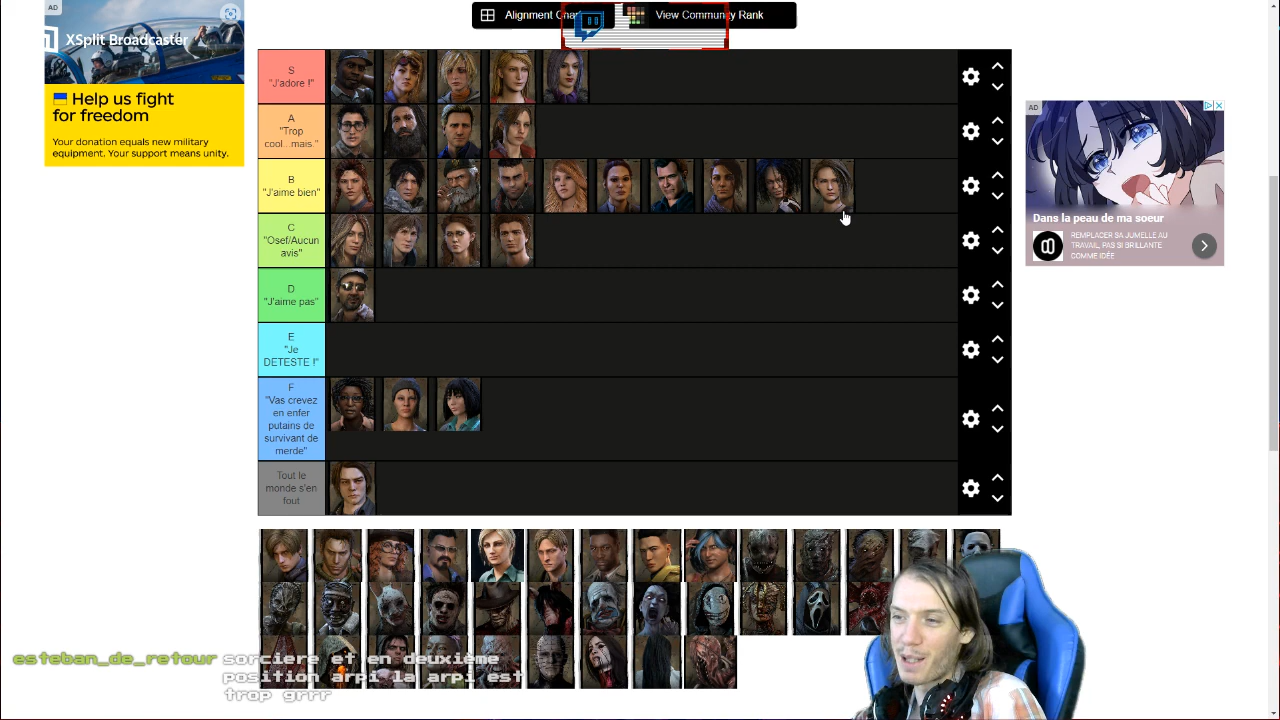 AD
XSplit Broadcaster
Help us fight
for freedom
Your donation equals new military
equipment. Your support means unity.
Alignment Cha
View Community Rank
S
"J'adore !"
A
"Trop
cool...mais "
B
"J'aime bien"
C
"Osef/Aucun
avis"
D
"J'aime pas"
E
"Je
DETESTE !"
F
"Vas crevez
en enfer
putains de
survivant de
merde"
Tout le
monde s'en
fout
AD
Dans la peau de ma soeur
REMPLACER SA JUMELLE AU
TRAVAIL, PAS SI BRILLANTE
COMME IDÉE
esteban_de_retour sorciere et en deuxième
position arpi la arpi est
trop grrr